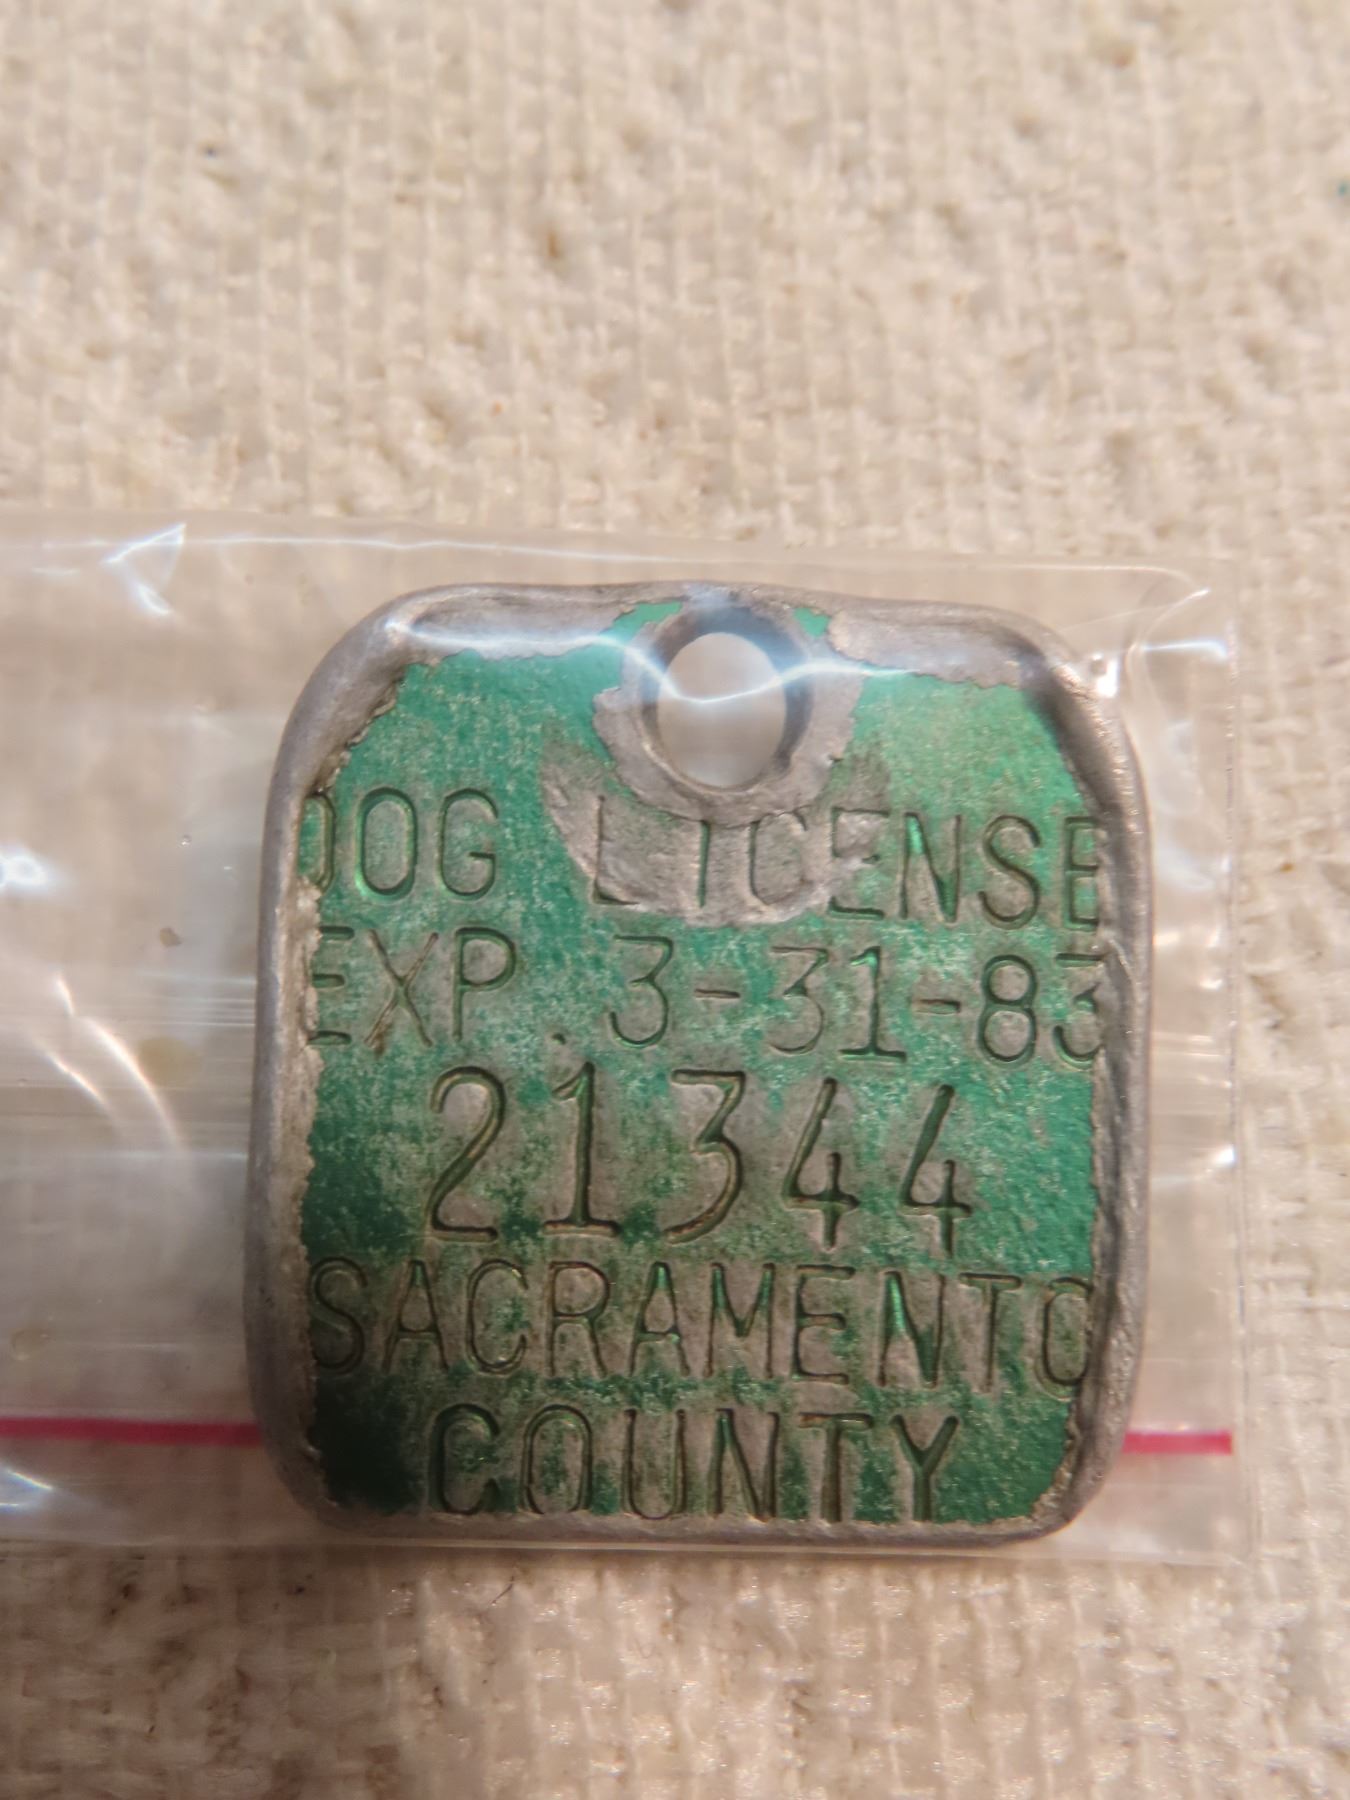 DOG LICENSE
EXP. 3-31-83
21344
SACRAMENTO
COUNTY